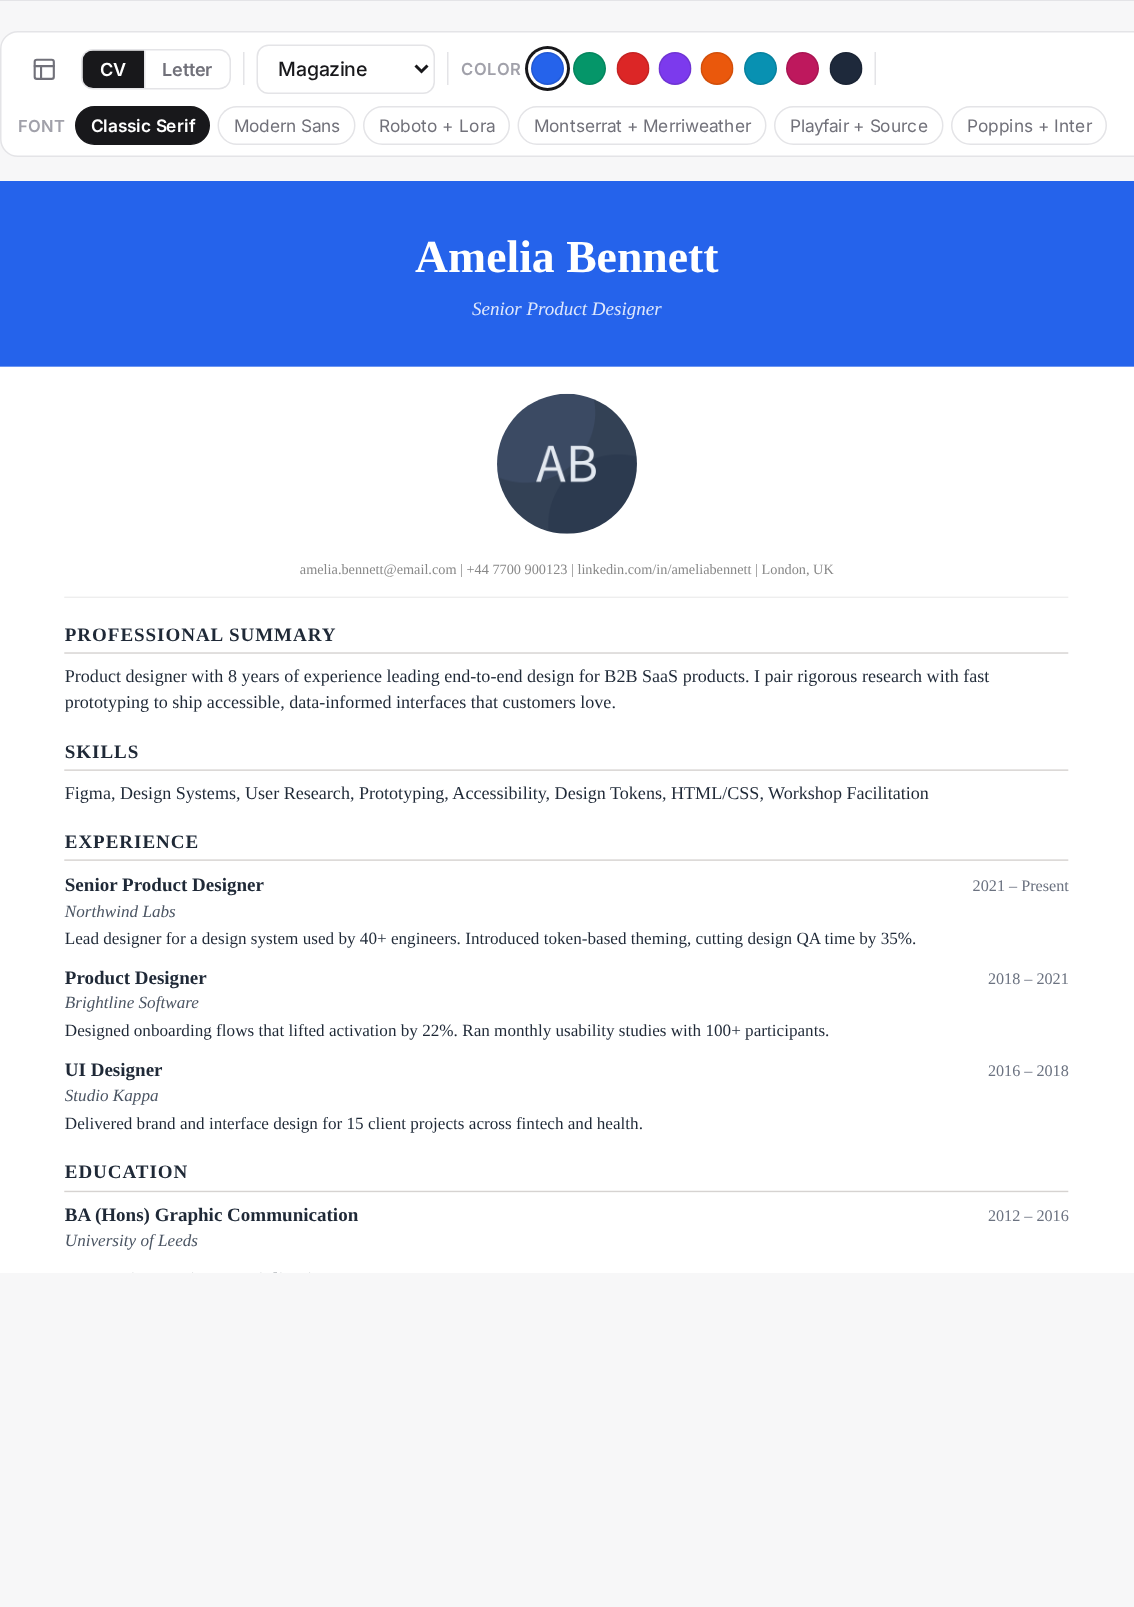 CV Letter Magazine COLOR
FONT Classic Serif Modern Sans Roboto + Lora Montserrat + Merriweather Playfair + Source Poppins + Inter
Amelia Bennett
Senior Product Designer
AB
amelia.bennett@email.com | +44 7700 900123 | linkedin.com/in/ameliabennett | London, UK
PROFESSIONAL SUMMARY
Product designer with 8 years of experience leading end-to-end design for B2B SaaS products. I pair rigorous research with fast
prototyping to ship accessible, data-informed interfaces that customers love.
SKILLS
Figma, Design Systems, User Research, Prototyping, Accessibility, Design Tokens, HTML/CSS, Workshop Facilitation
EXPERIENCE
Senior Product Designer 2021 – Present
Northwind Labs
Lead designer for a design system used by 40+ engineers. Introduced token-based theming, cutting design QA time by 35%.
Product Designer 2018 – 2021
Brightline Software
Designed onboarding flows that lifted activation by 22%. Ran monthly usability studies with 100+ participants.
UI Designer 2016 – 2018
Studio Kappa
Delivered brand and interface design for 15 client projects across fintech and health.
EDUCATION
BA (Hons) Graphic Communication 2012 – 2016
University of Leeds